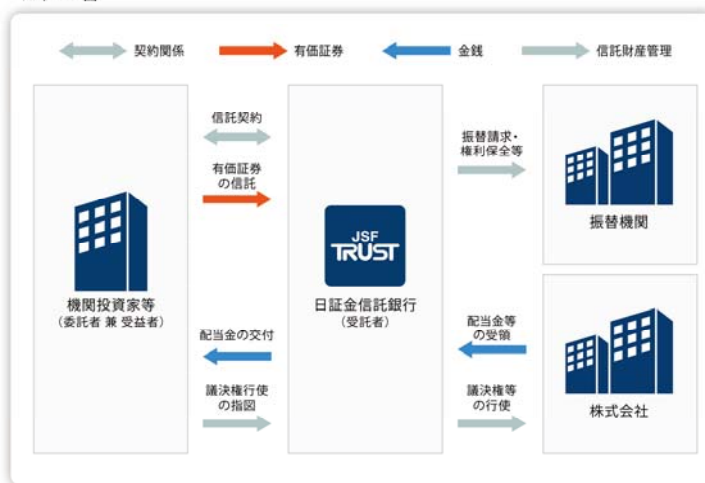 契約関係
有価証券
金銭
信託財産管理
信託契約
有価証券
の信託
振替請求・
権利保全等
振替機関
JSF
TRUST
機関投資家等
（委託者 兼 受益者）
日証金信託銀行
（受託者）
配当金の交付
配当金等
の受領
議決権行使
の指図
議決権等
の行使
株式会社